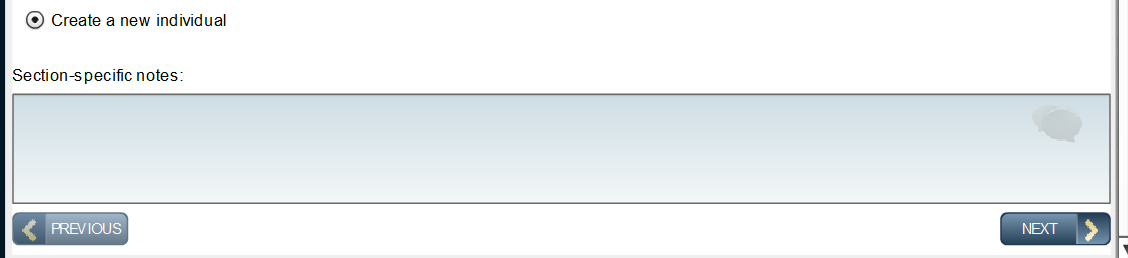 Create a new individual
Section-specific notes:
PREVIOUS
NEXT